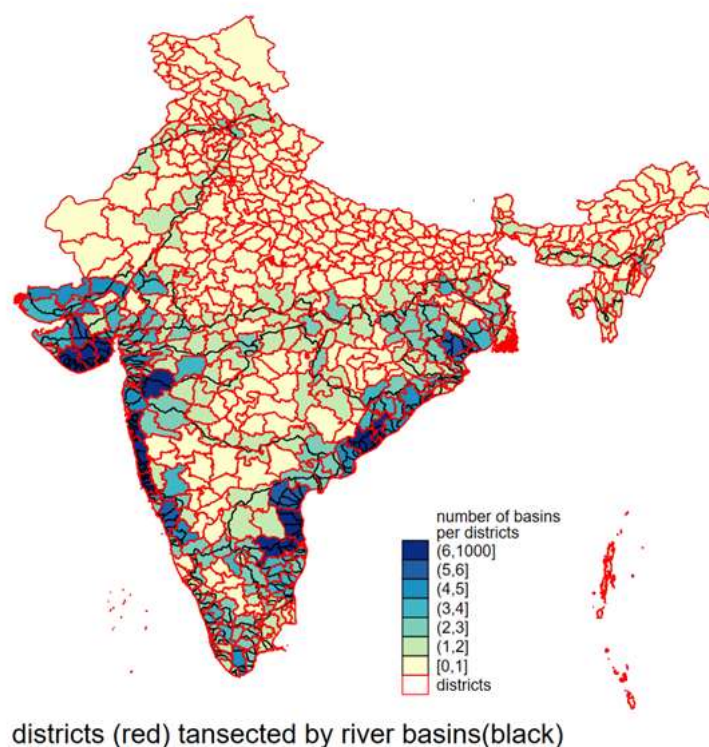 number of basins
per districts
(6,1000]
(5,6]
(4,5]
(3,4]
(2,3]
(1,2]
[0,1]
districts
districts (red) tansected by river basins(black)